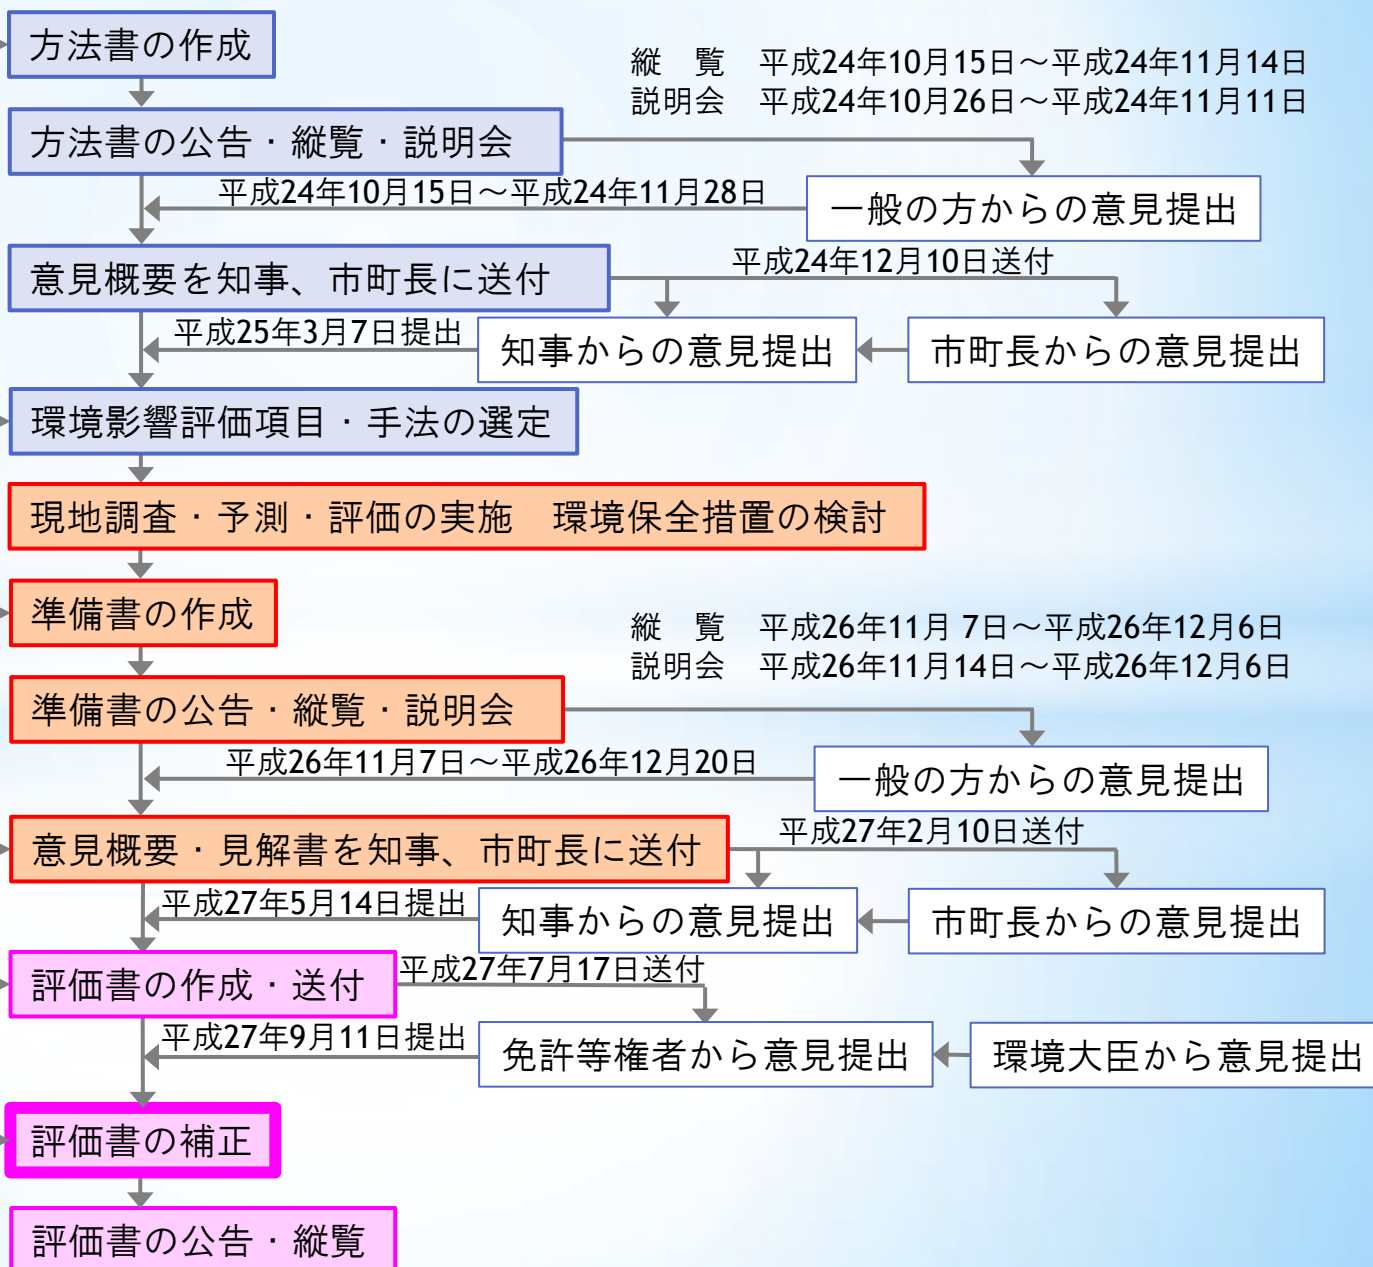 方法書の作成
縦　覧　平成24年10月15日～平成24年11月14日
説明会　平成24年10月26日～平成24年11月11日
方法書の公告・縦覧・説明会
平成24年10月15日～平成24年11月28日
一般の方からの意見提出
意見概要を知事、市町長に送付
平成24年12月10日送付
平成25年3月7日提出
知事からの意見提出
市町長からの意見提出
環境影響評価項目・手法の選定
現地調査・予測・評価の実施　環境保全措置の検討
準備書の作成
縦　覧　平成26年11月 7日～平成26年12月6日
説明会　平成26年11月14日～平成26年12月6日
準備書の公告・縦覧・説明会
平成26年11月7日～平成26年12月20日
一般の方からの意見提出
意見概要・見解書を知事、市町長に送付
平成27年2月10日送付
平成27年5月14日提出
知事からの意見提出
市町長からの意見提出
評価書の作成・送付
平成27年7月17日送付
平成27年9月11日提出
免許等権者から意見提出
環境大臣から意見提出
評価書の補正
評価書の公告・縦覧